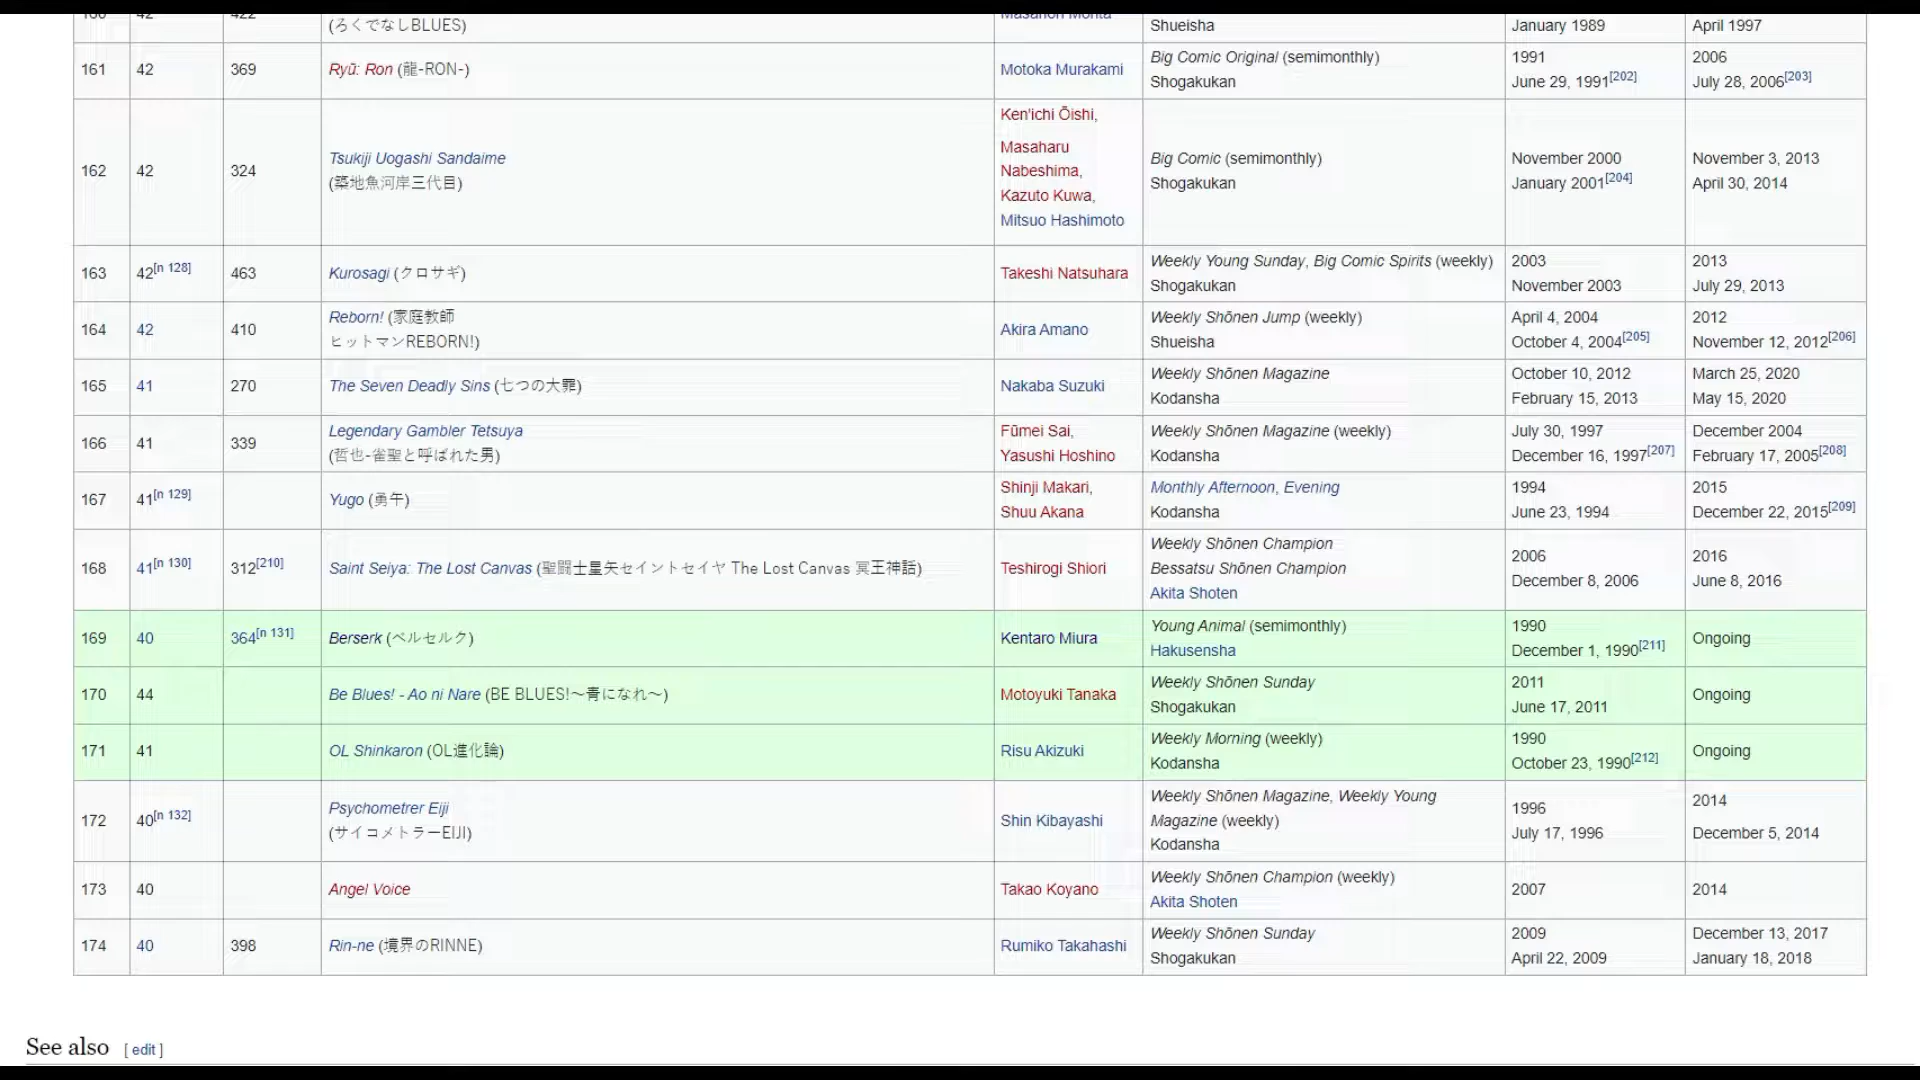 160 42 422 (ろくでなしBLUES) Masanori Morita Shueisha January 1989 April 1997
161 42 369 Ryū: Ron (龍-RON-) Motoka Murakami Big Comic Original (semimonthly) 1991 2006
Shogakukan June 29, 1991[202] July 28, 2006[203]
162 42 324 Tsukiji Uogashi Sandaime
(築地魚河岸三代目)
Ken'ichi Ōishi,
Masaharu
Nabeshima,
Kazuto Kuwa,
Mitsuo Hashimoto
Big Comic (semimonthly) November 2000 November 3, 2013
Shogakukan January 2001[204] April 30, 2014
163 42[n 128] 463 Kurosagi (クロサギ) Takeshi Natsuhara Weekly Young Sunday, Big Comic Spirits (weekly) 2003 2013
Shogakukan November 2003 July 29, 2013
164 42 410 Reborn! (家庭教師
ヒットマンREBORN!)
Akira Amano Weekly Shōnen Jump (weekly) April 4, 2004 2012
Shueisha October 4, 2004[205] November 12, 2012[206]
165 41 270 The Seven Deadly Sins (七つの大罪) Nakaba Suzuki Weekly Shōnen Magazine October 10, 2012 March 25, 2020
Kodansha February 15, 2013 May 15, 2020
166 41 339 Legendary Gambler Tetsuya
(哲也-雀聖と呼ばれた男)
Fūmei Sai,
Yasushi Hoshino
Weekly Shōnen Magazine (weekly) July 30, 1997 December 2004
Kodansha December 16, 1997[207] February 17, 2005[208]
167 41[n 129] Yugo (勇午) Shinji Makari,
Shuu Akana
Monthly Afternoon, Evening 1994 2015
Kodansha June 23, 1994 December 22, 2015[209]
168 41[n 130] 312[210] Saint Seiya: The Lost Canvas (聖闘士星矢セイントセイヤ The Lost Canvas 冥王神話) Teshirogi Shiori
Weekly Shōnen Champion
Bessatsu Shōnen Champion
Akita Shoten
2006 2016
December 8, 2006 June 8, 2016
169 40 364[n 131] Berserk (ベルセルク) Kentaro Miura Young Animal (semimonthly) 1990 Ongoing
Hakusensha December 1, 1990[211]
170 44 Be Blues! - Ao ni Nare (BE BLUES!〜青になれ〜) Motoyuki Tanaka Weekly Shōnen Sunday 2011 Ongoing
Shogakukan June 17, 2011
171 41 OL Shinkaron (OL進化論) Risu Akizuki Weekly Morning (weekly) 1990 Ongoing
Kodansha October 23, 1990[212]
172 40[n 132] Psychometrer Eiji
(サイコメトラーEIJI)
Shin Kibayashi
Weekly Shōnen Magazine, Weekly Young
Magazine (weekly)
Kodansha
1996 2014
July 17, 1996 December 5, 2014
173 40 Angel Voice Takao Koyano Weekly Shōnen Champion (weekly) 2007 2014
Akita Shoten
174 40 398 Rin-ne (境界のRINNE) Rumiko Takahashi Weekly Shōnen Sunday 2009 December 13, 2017
Shogakukan April 22, 2009 January 18, 2018
See also [ edit ]